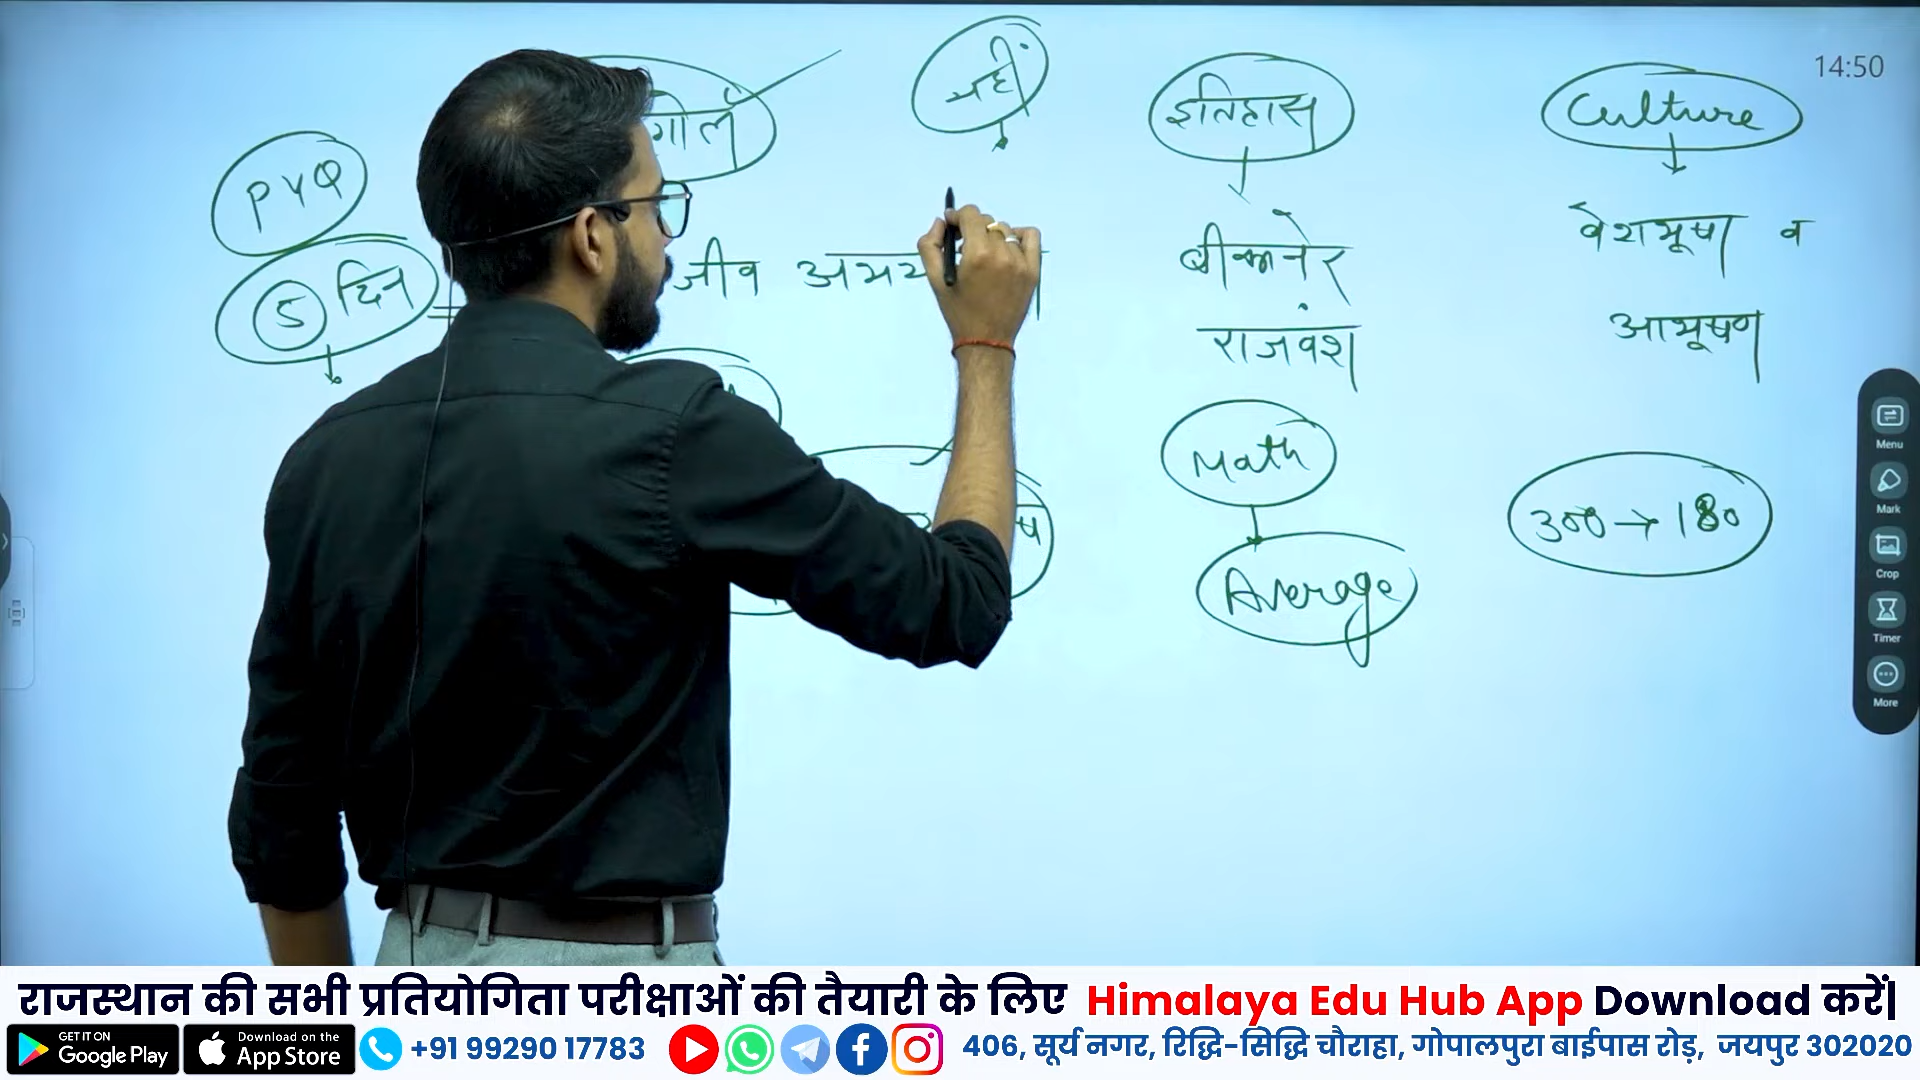 14:50
यहीं
PYQ
5 दिन
इतिहास
बीकानेर
राजवंश
Culture
वेशभूषा व
आभूषण
जीव
Math
Average
300 → 180
Menu
Mark
Crop
Timer
More
राजस्थान की सभी प्रतियोगिता परीक्षाओं की तैयारी के लिए Himalaya Edu Hub App Download करें|
GET IT ON
Google Play
Download on the
App Store
+91 99290 17783
406, सूर्य नगर, रिद्धि-सिद्धि चौराहा, गोपालपुरा बाईपास रोड़, जयपुर 302020